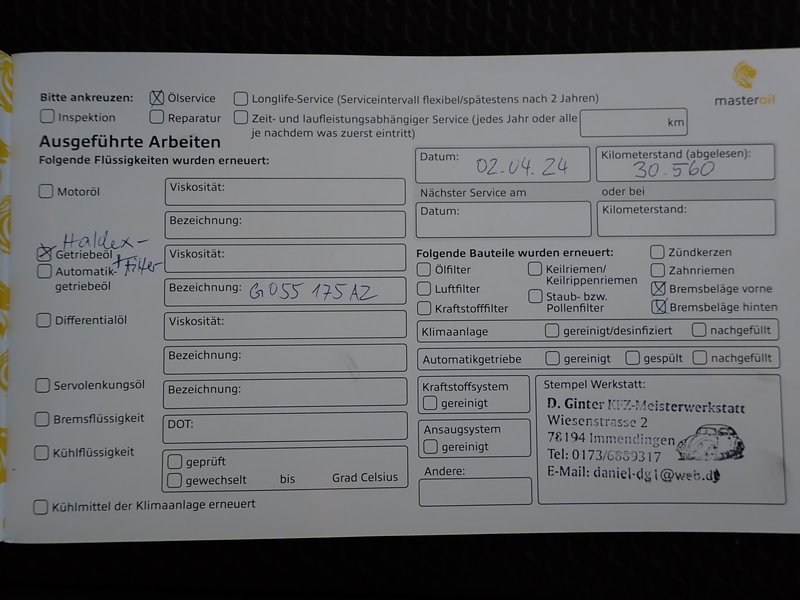 masteroil
Bitte ankreuzen: Ölservice Longlife-Service (Serviceintervall flexibel/spätestens nach 2 Jahren)
Inspektion Reparatur Zeit- und laufleistungsabhängiger Service (jedes Jahr oder alle km
je nachdem was zuerst eintritt)
Ausgeführte Arbeiten
Folgende Flüssigkeiten wurden erneuert:
Motoröl
Viskosität:
Bezeichnung:
Haldex-
Getriebeöl + Filter
Viskosität:
Automatik-
getriebeöl
Bezeichnung: G 055 175 AZ
Differentialöl
Viskosität:
Bezeichnung:
Servolenkungsöl
Bezeichnung:
Bremsflüssigkeit
DOT:
Kühlflüssigkeit
geprüft
gewechselt bis Grad Celsius
Kühlmittel der Klimaanlage erneuert
Datum: 02.04.24
Kilometerstand (abgelesen): 30.560
Nächster Service am oder bei
Datum:
Kilometerstand:
Folgende Bauteile wurden erneuert:
Ölfilter
Luftfilter
Kraftstofffilter
Keilriemen/
Keilrippenriemen
Staub- bzw.
Pollenfilter
Zündkerzen
Zahnriemen
Bremsbeläge vorne
Bremsbeläge hinten
Klimaanlage gereinigt/desinfiziert nachgefüllt
Automatikgetriebe gereinigt gespült nachgefüllt
Kraftstoffsystem
gereinigt
Ansaugsystem
gereinigt
Andere:
Stempel Werkstatt:
D. Ginter KFZ-Meisterwerkstatt
Wiesenstrasse 2
78194 Immendingen
Tel: 0173/6889317
E-Mail: daniel-dg1@web.de